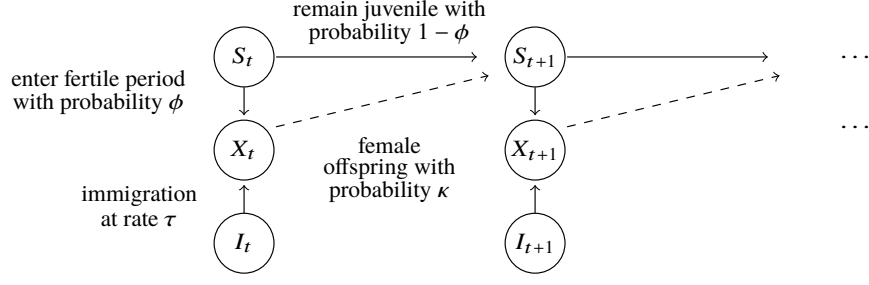 remain juvenile with
probability 1 − ϕ
S_t
S_{t+1}
...
enter fertile period
with probability ϕ
X_t
X_{t+1}
...
female
offspring with
probability κ
immigration
at rate τ
I_t
I_{t+1}